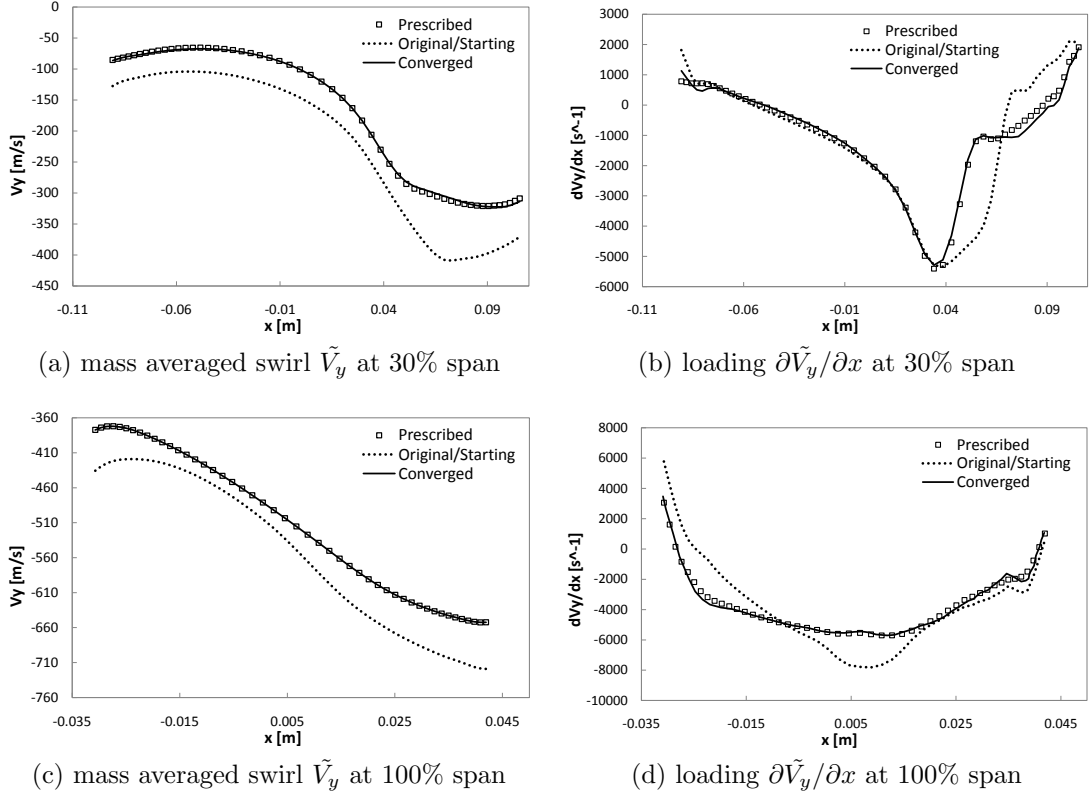 0
-50
-100
-150
-200
-250
-300
-350
-400
-450
-0.11
-0.06
-0.01
0.04
0.09
Vy [m/s]
x [m]
Prescribed
Original/Starting
Converged
(a) mass averaged swirl Ṽ_y at 30% span
3000
2000
1000
0
-1000
-2000
-3000
-4000
-5000
-6000
-0.11
-0.06
-0.01
0.04
0.09
dVy/dx [s^-1]
x [m]
Prescribed
Original/Starting
Converged
(b) loading ∂Ṽ_y/∂x at 30% span
-360
-410
-460
-510
-560
-610
-660
-710
-760
-0.035
-0.015
0.005
0.025
0.045
Vy [m/s]
x [m]
Prescribed
Original/Starting
Converged
(c) mass averaged swirl Ṽ_y at 100% span
8000
6000
4000
2000
0
-2000
-4000
-6000
-8000
-10000
-0.035
-0.015
0.005
0.025
0.045
dVy/dx [s^-1]
x [m]
Prescribed
Original/Starting
Converged
(d) loading ∂Ṽ_y/∂x at 100% span